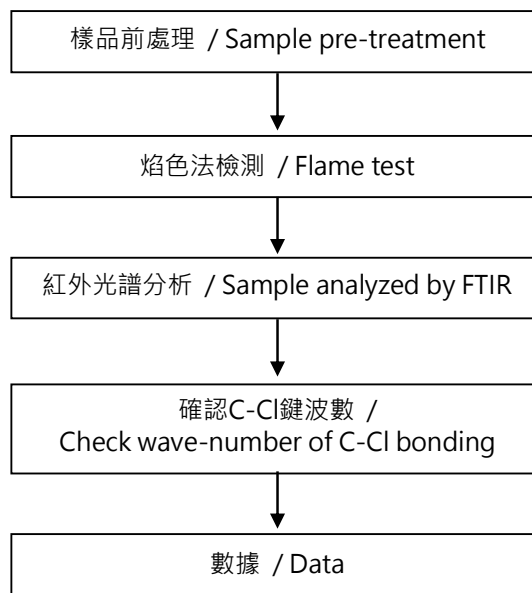 樣品前處理 / Sample pre-treatment
焰色法檢測 / Flame test
紅外光譜分析 / Sample analyzed by FTIR
確認C-Cl鍵波數 /
Check wave-number of C-Cl bonding
數據 / Data